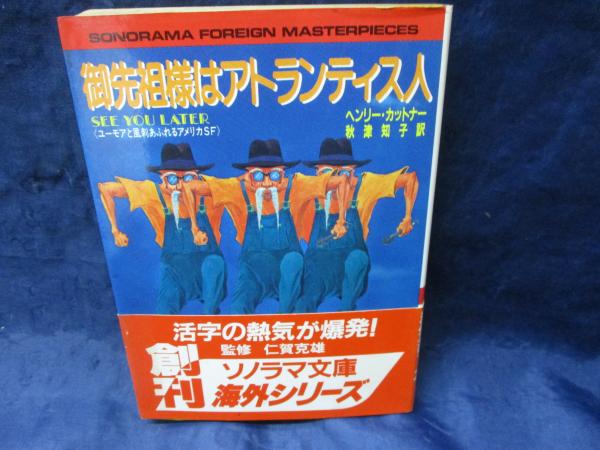 SONORAMA FOREIGN MASTERPIECES
御先祖様はアトランティス人
SEE YOU LATER
〈ユーモアと風刺あふれるアメリカSF〉
ヘンリー・カットナー
秋津知子訳
活字の熱気が爆発!
監修 仁賀克雄
創刊
ソノラマ文庫
海外シリーズ